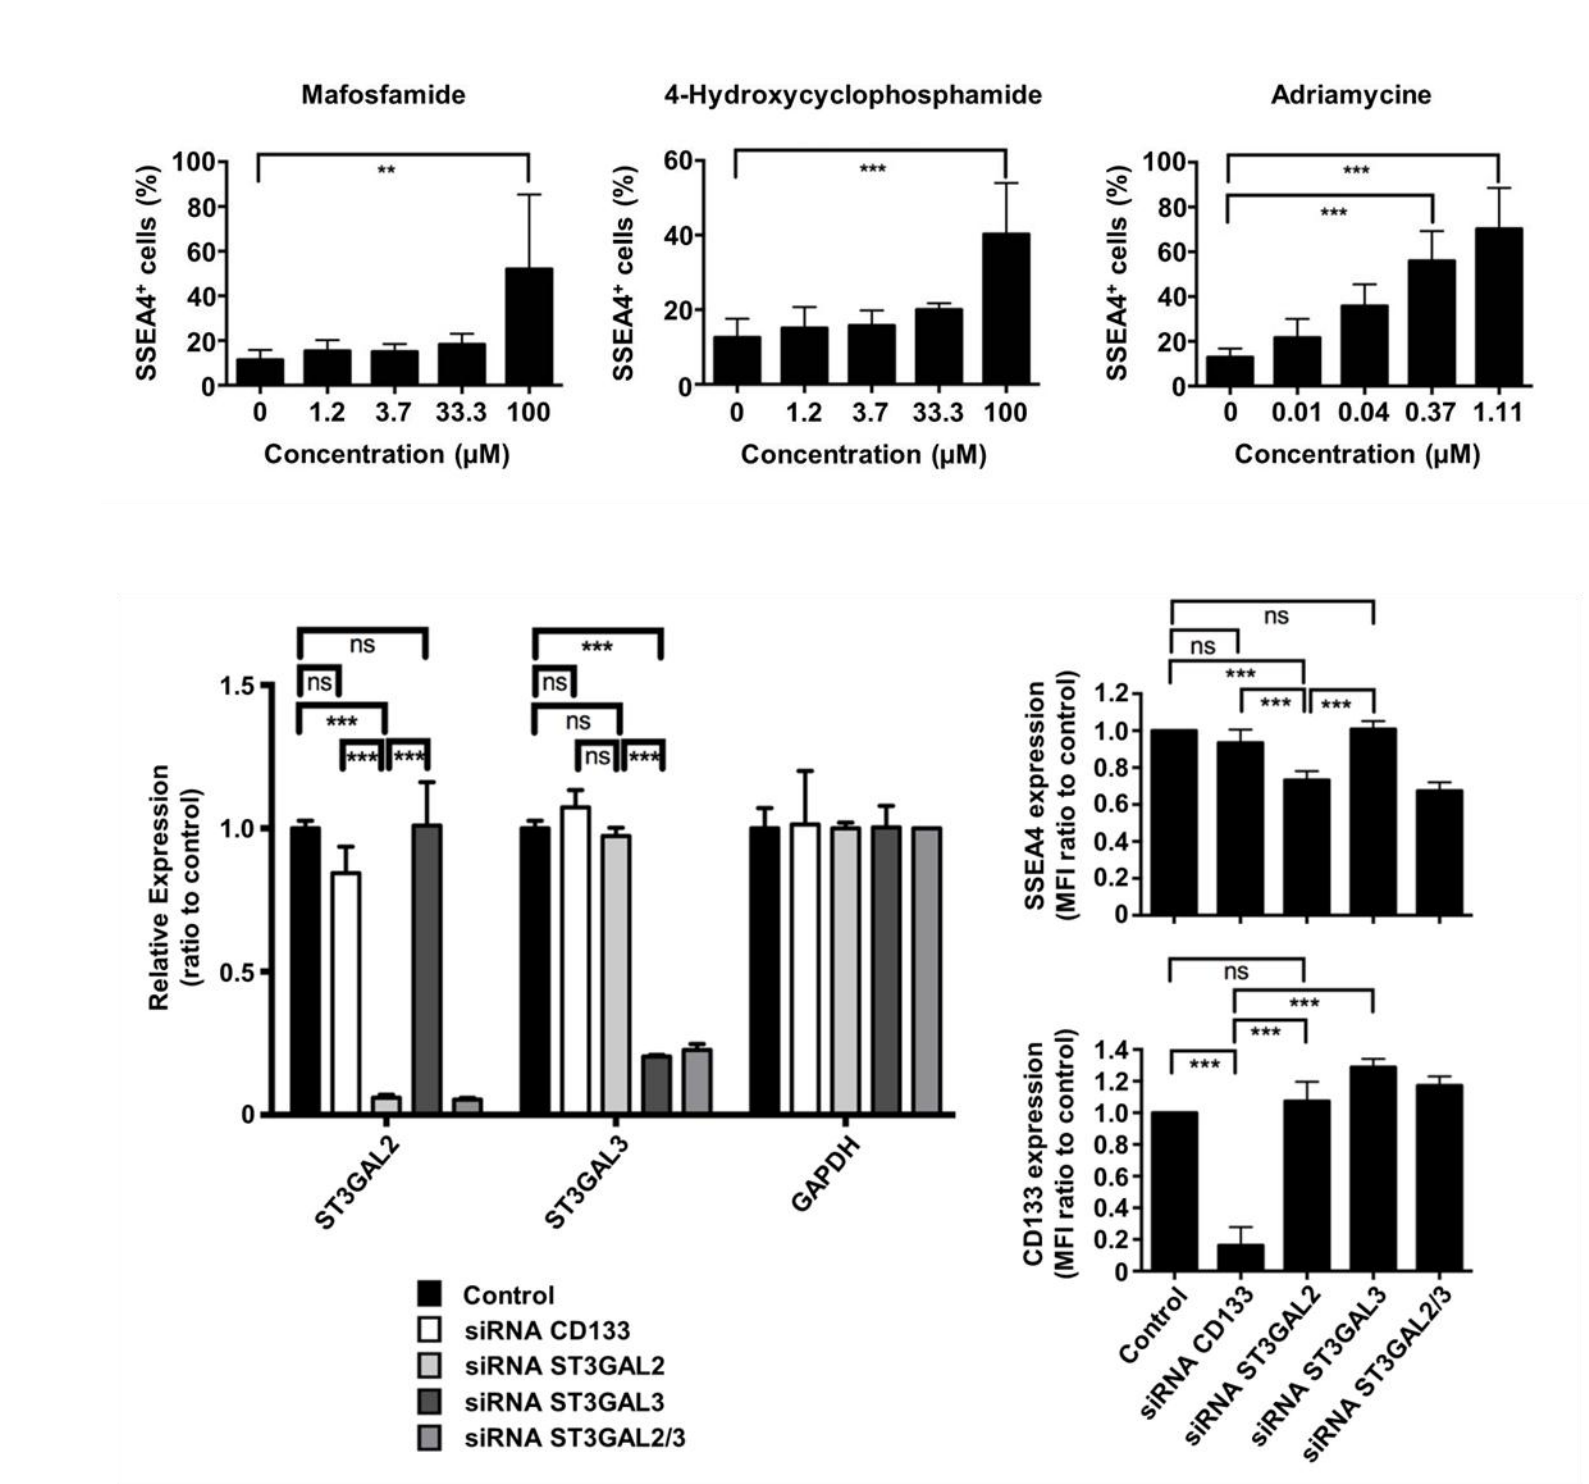 Mafosfamide
SSEA4+ cells (%)
100
80
60
40
20
0
**
0 1.2 3.7 33.3 100
Concentration (µM)
4-Hydroxycyclophosphamide
SSEA4+ cells (%)
60
40
20
0
***
0 1.2 3.7 33.3 100
Concentration (µM)
Adriamycine
SSEA4+ cells (%)
100
80
60
40
20
0
***
***
0 0.01 0.04 0.37 1.11
Concentration (µM)
Relative Expression
(ratio to control)
1.5
1.0
0.5
0
ns
ns
***
*** ***
***
ns
ns
ns ***
ST3GAL2
ST3GAL3
GAPDH
Control
siRNA CD133
siRNA ST3GAL2
siRNA ST3GAL3
siRNA ST3GAL2/3
SSEA4 expression
(MFI ratio to control)
1.2
1.0
0.8
0.6
0.4
0.2
0
ns
ns
***
*** ***
CD133 expression
(MFI ratio to control)
1.4
1.2
1.0
0.8
0.6
0.4
0.2
0
ns
***
***
***
Control
siRNA CD133
siRNA ST3GAL2
siRNA ST3GAL3
siRNA ST3GAL2/3